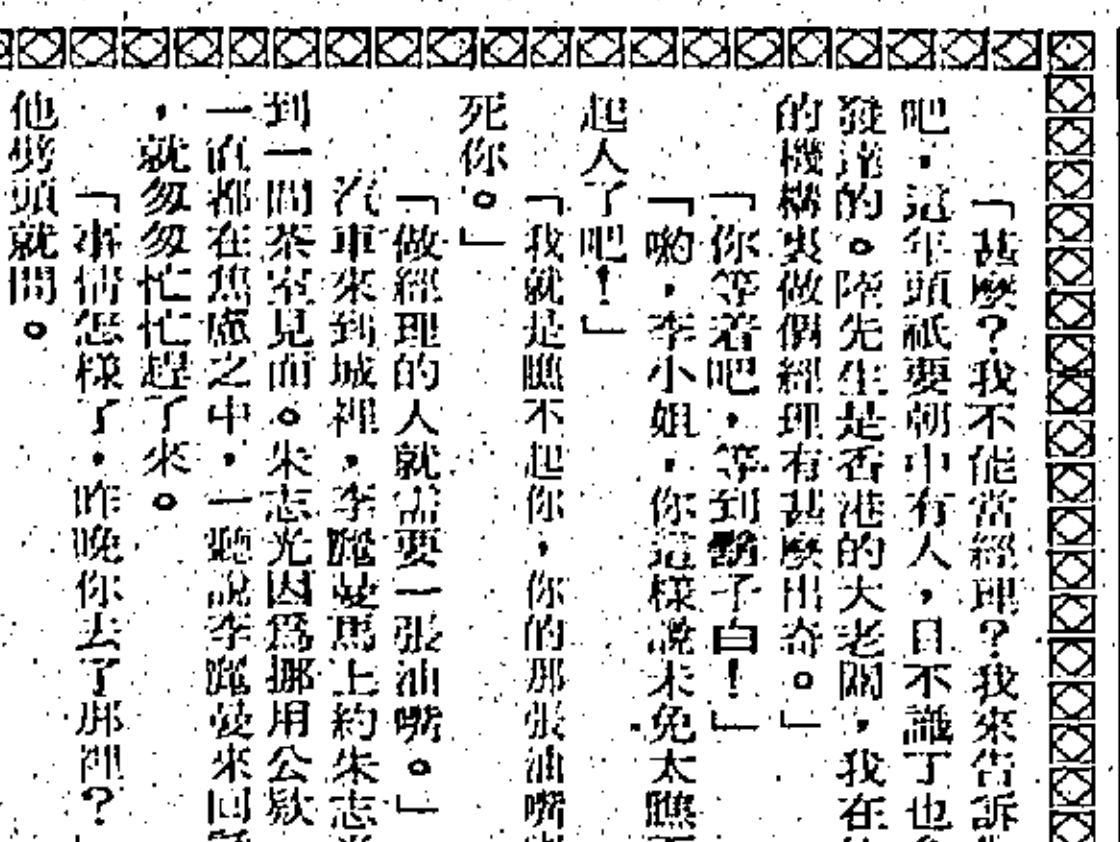 「甚麼?我不能當經理?我來告訴
吧,這年頭祇要朝中有人,目不識丁也
發達的。陸先生是香港的大老闆,我在
的機構裏做個經理有甚麼出奇。」
「你等着吧,等到鬍子白!」
「喲,李小姐,你這樣說未免太瞧
起人了吧!」
「我就是瞧不起你,你的那張油嘴
死你。」
「做經理的人就需要一張油嘴。」
汽車來到城裡,李麗蔓馬上約朱志
到一間茶室見面。朱志光因爲挪用公欵
一直都在焦慮之中,一聽說李麗蔓來回
,就匆匆忙忙趕了來。
「事情怎樣了,昨晚你去了那裡?
他劈頭就問。